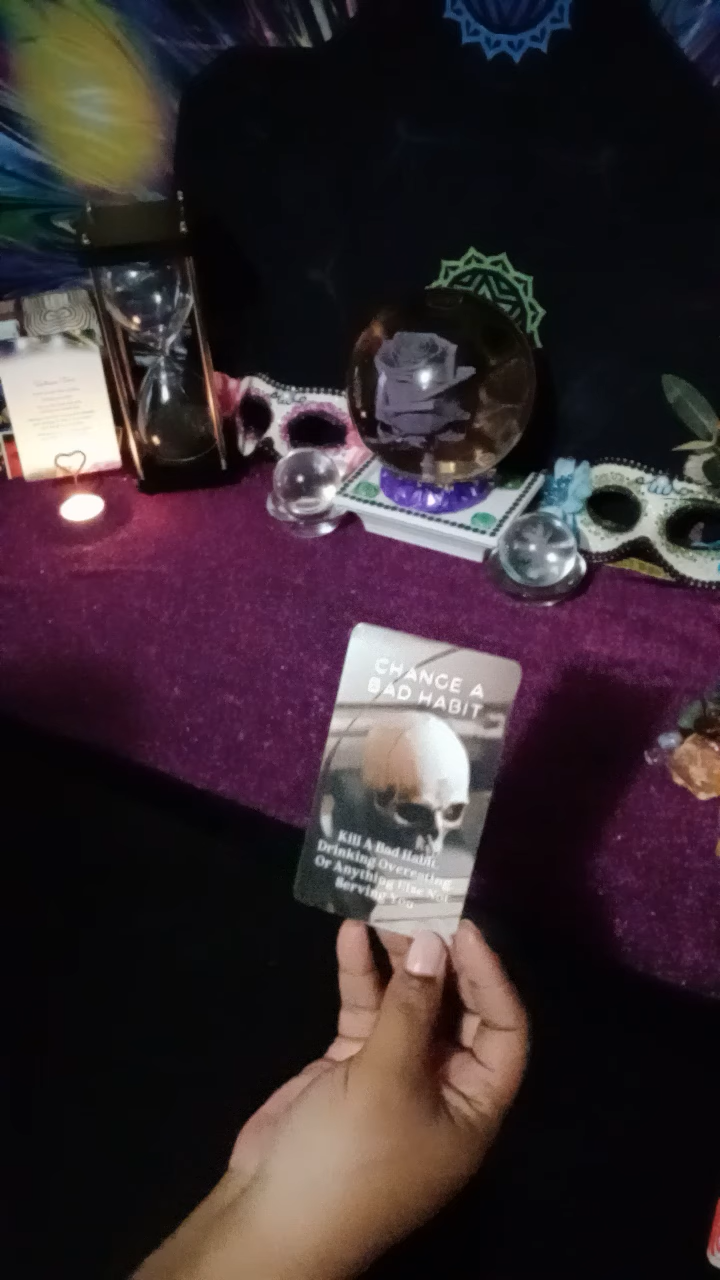 CHANGE A
BAD HABIT
Kill A Bad Habit.
Drinking Overeating
Or Anything Else Not
Serving You